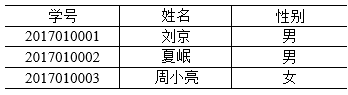 学号 姓名 性别
2017010001 刘京 男
2017010002 夏岷 男
2017010003 周小亮 女